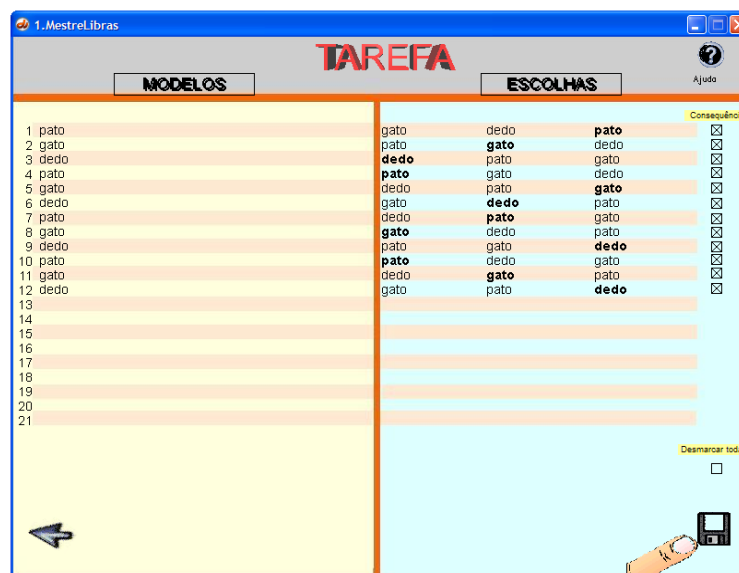 1.MestreLibras
TAREFA
Ajuda
MODELOS ESCOLHAS
Consequênci
1 pato gato dedo pato
2 gato pato gato dedo
3 dedo dedo pato gato
4 pato pato gato dedo
5 gato dedo pato gato
6 dedo gato dedo pato
7 pato dedo pato gato
8 gato gato dedo pato
9 dedo pato gato dedo
10 pato pato dedo gato
11 gato dedo gato pato
12 dedo gato pato dedo
13
14
15
16
17
18
19
20
21
Desmarcar toda